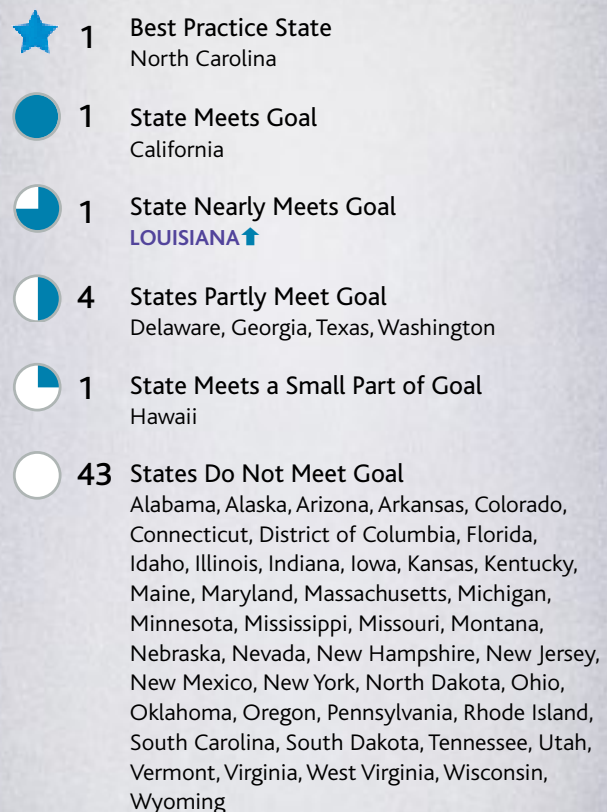 1 Best Practice State
North Carolina
1 State Meets Goal
California
1 State Nearly Meets Goal
LOUISIANA⬆
4 States Partly Meet Goal
Delaware, Georgia, Texas, Washington
1 State Meets a Small Part of Goal
Hawaii
43 States Do Not Meet Goal
Alabama, Alaska, Arizona, Arkansas, Colorado,
Connecticut, District of Columbia, Florida,
Idaho, Illinois, Indiana, Iowa, Kansas, Kentucky,
Maine, Maryland, Massachusetts, Michigan,
Minnesota, Mississippi, Missouri, Montana,
Nebraska, Nevada, New Hampshire, New Jersey,
New Mexico, New York, North Dakota, Ohio,
Oklahoma, Oregon, Pennsylvania, Rhode Island,
South Carolina, South Dakota, Tennessee, Utah,
Vermont, Virginia, West Virginia, Wisconsin,
Wyoming